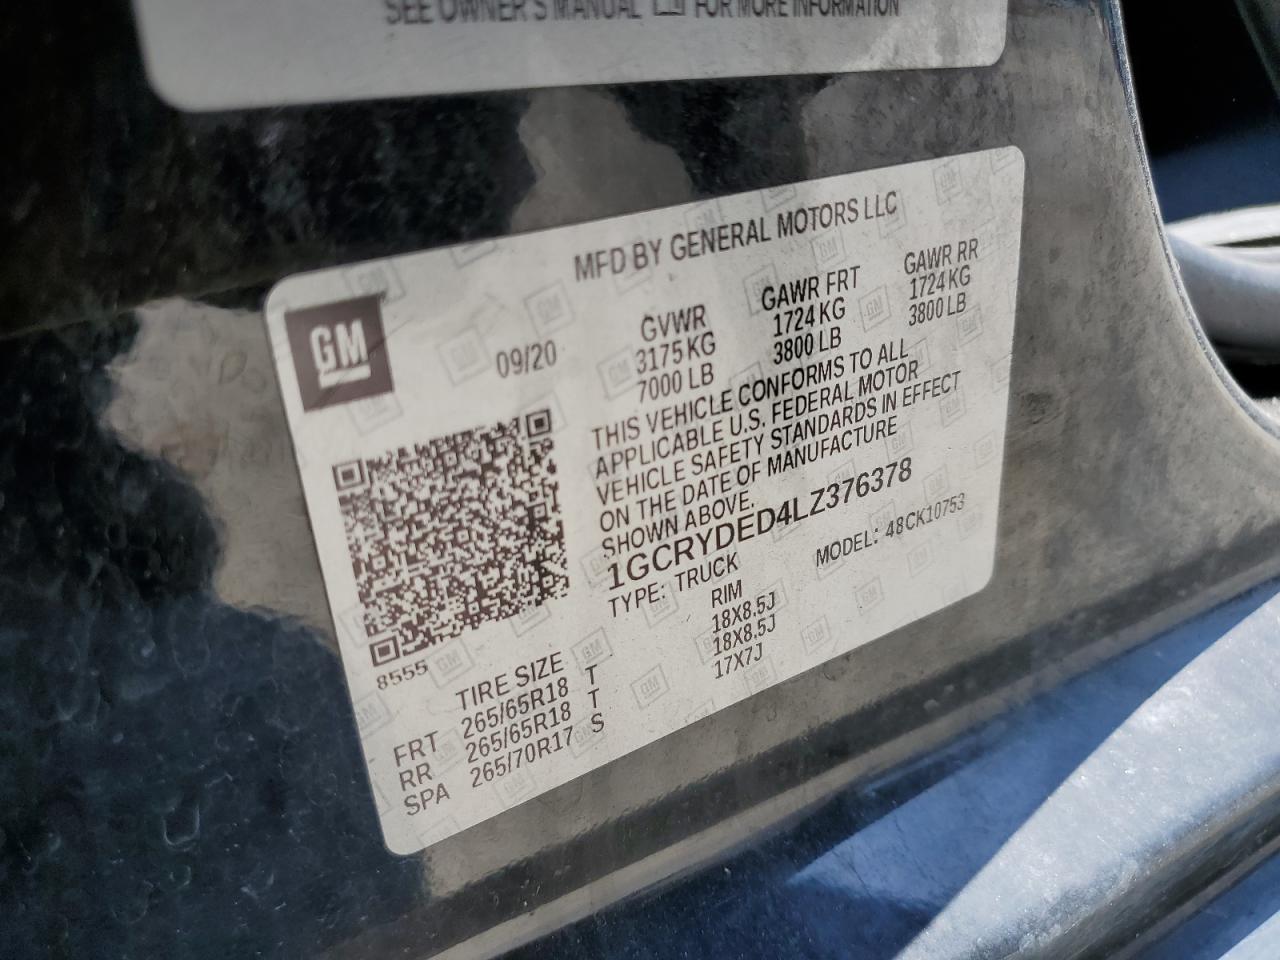 SEE OWNER'S MANUAL FOR MORE INFORMATION
MFD BY GENERAL MOTORS LLC
GM
09/20
GVWR GAWR FRT GAWR RR
3175 KG 1724 KG 1724 KG
7000 LB 3800 LB 3800 LB
THIS VEHICLE CONFORMS TO ALL
APPLICABLE U.S. FEDERAL MOTOR
VEHICLE SAFETY STANDARDS IN EFFECT
ON THE DATE OF MANUFACTURE
SHOWN ABOVE.
1GCRYDED4LZ376378
TYPE: TRUCK MODEL: 48CK10753
8555
TIRE SIZE RIM
FRT 265/65R18 T 18X8.5J
RR 265/65R18 T 18X8.5J
SPA 265/70R17 S 17X7J